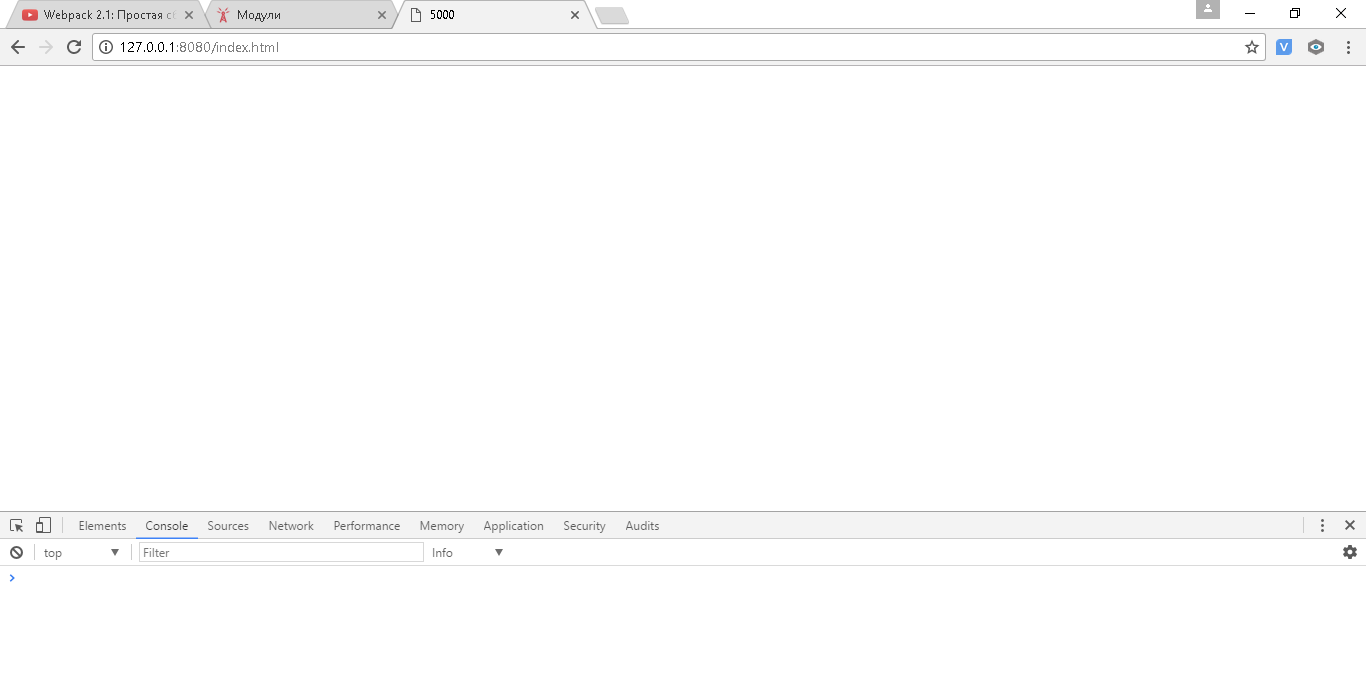 Webpack 2.1: Простая
Модули
5000
127.0.0.1:8080/index.html
V
Elements Console Sources Network Performance Memory Application Security Audits
top Filter Info